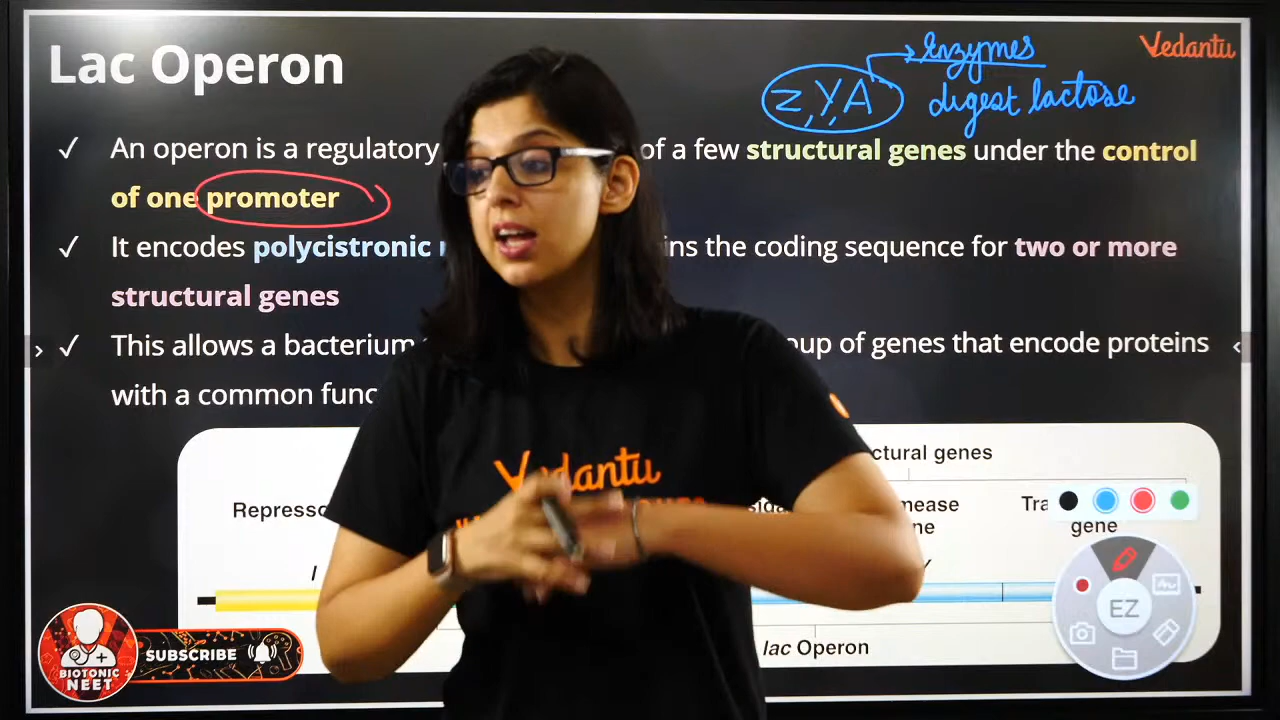 Lac Operon
Enzymes
Z, Y, A
digest lactose
Vedantu
✓ An operon is a regulatory of a few structural genes under the control
of one promoter
✓ It encodes polycistronic ins the coding sequence for two or more
structural genes
✓ This allows a bacterium oup of genes that encode proteins
with a common func
ctural genes
Represso
mease
Tra
ne
gene
I
Y
lac Operon
Vedantu
EZ
SUBSCRIBE
BIOTONIC
NEET